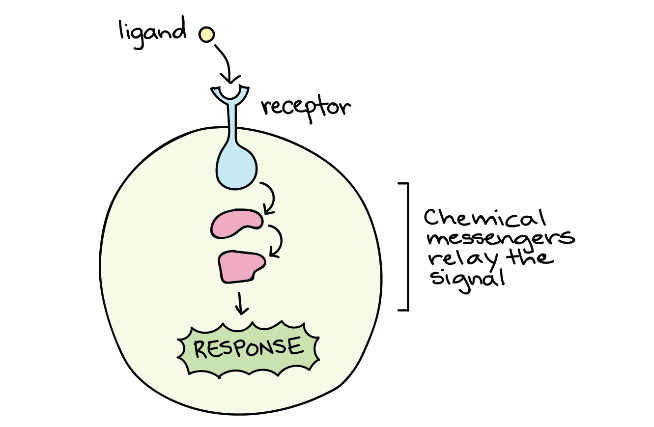 ligand
receptor
Chemical
messengers
relay the
signal
RESPONSE